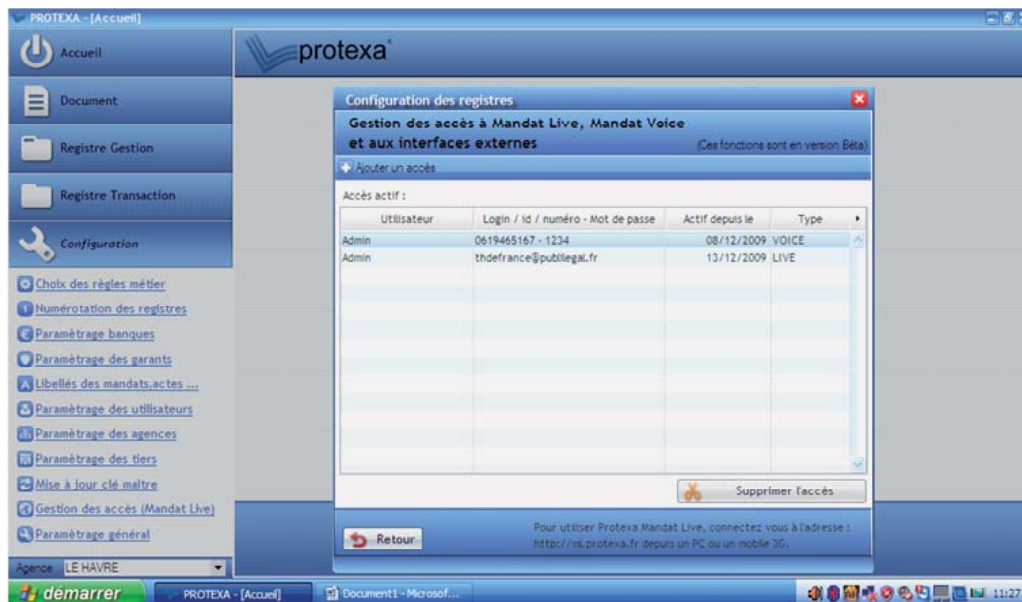 PROTEXA - [Accueil]
Accueil
Document
Registre Gestion
Registre Transaction
Configuration
Choix des règles métier
Numérotation des registres
Paramètrage banques
Paramètrage des garants
Libellés des mandats,actes ...
Paramètrage des utilisateurs
Paramètrage des agences
Paramètrage des tiers
Mise à jour clé maître
Gestion des accès (Mandat Live)
Paramètrage général
Agence LE HAVRE
protexa
Configuration des registres
Gestion des accès à Mandat Live, Mandat Voice
et aux interfaces externes
(Ces fonctions sont en version Béta)
Ajouter un accès
Accès actif :
Utilisateur Login / id / numéro - Mot de passe Actif depuis le Type
Admin 0619465167 - 1234 08/12/2009 VOICE
Admin thdefrance@publilegal.fr 13/12/2009 LIVE
Supprimer l'accès
Retour
Pour utiliser Protexa Mandat Live, connectez vous à l'adresse :
http://ml.protexa.fr depuis un PC ou un mobile 3G.
démarrer PROTEXA - [Accueil] Document1 - Microsof... 11:27